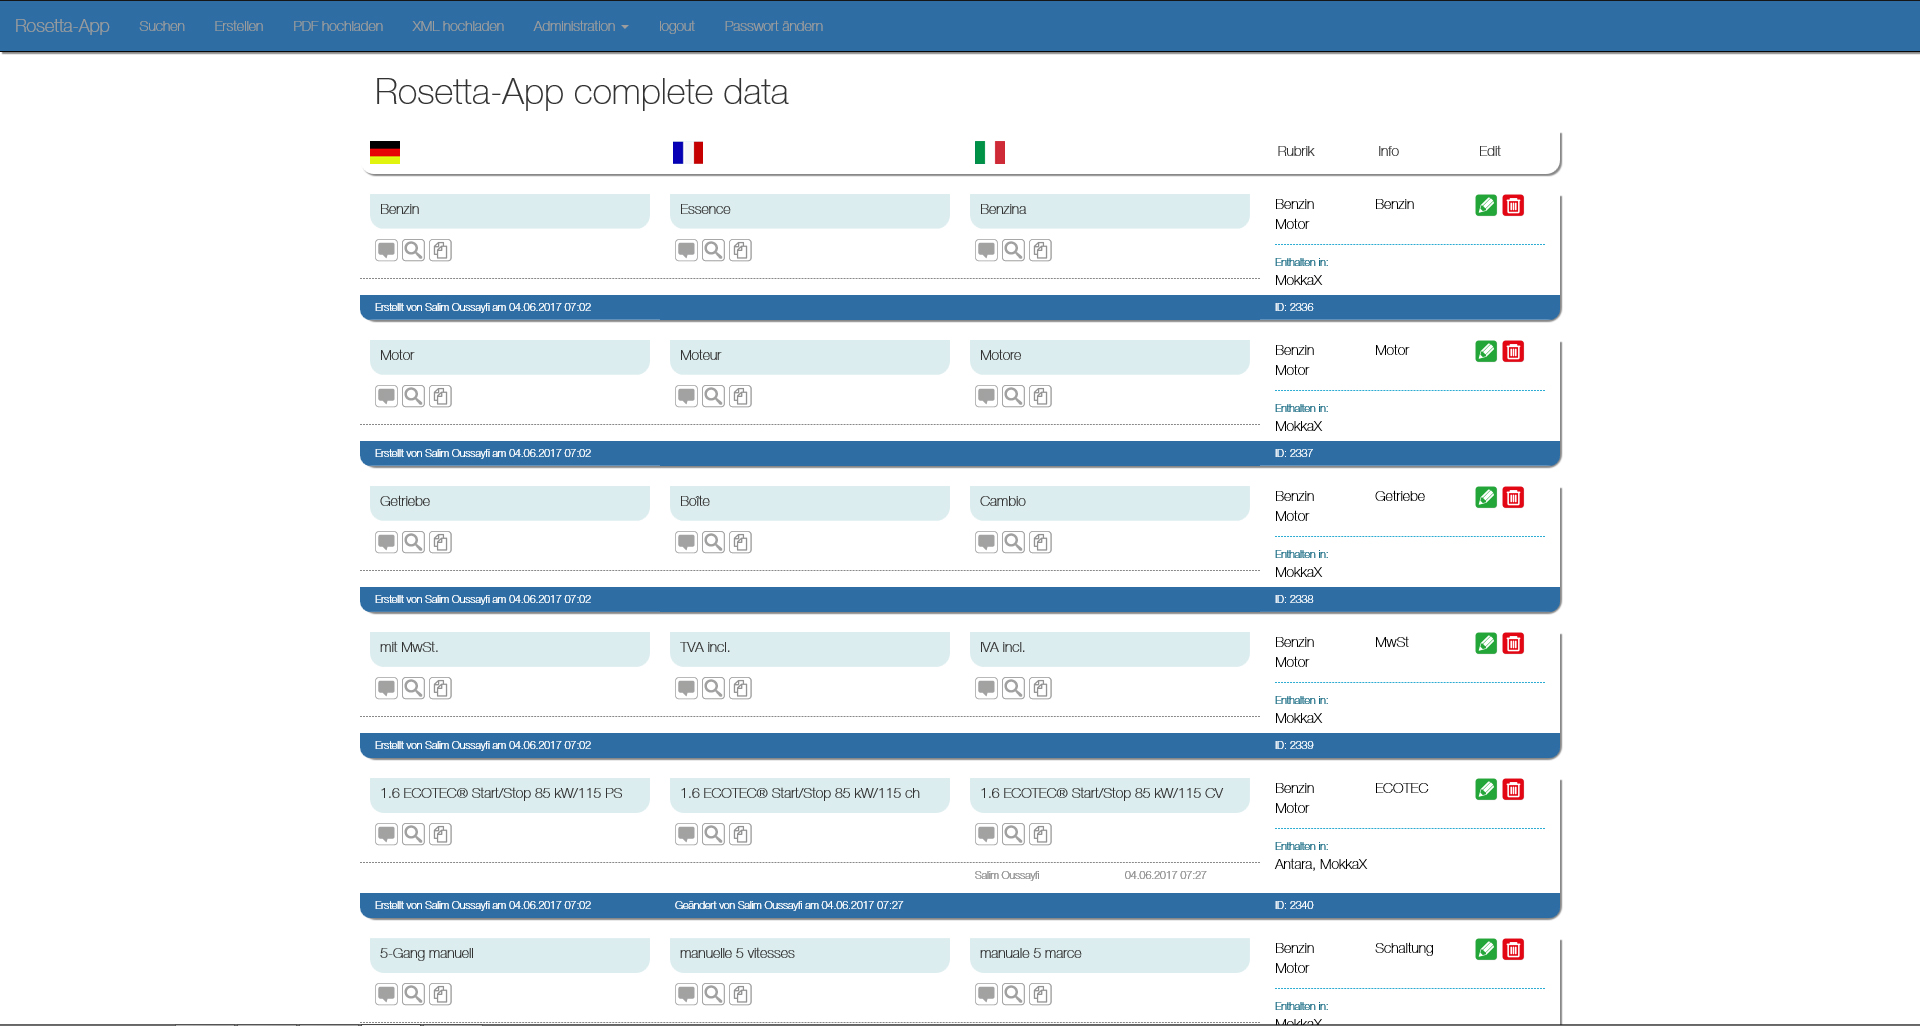 Rosetta-App Suchen Erstellen PDF hochladen XML hochladen Administration logout Passwort ändern
Rosetta-App complete data
Rubrik Info Edit
Benzin Essence Benzina Benzin Motor Benzin
Enthalten in:
MokkaX
Erstellt von Salim Oussayfi am 04.06.2017 07:02 ID: 2336
Motor Moteur Motore Benzin Motor Motor
Enthalten in:
MokkaX
Erstellt von Salim Oussayfi am 04.06.2017 07:02 ID: 2337
Getriebe Boîte Cambio Benzin Motor Getriebe
Enthalten in:
MokkaX
Erstellt von Salim Oussayfi am 04.06.2017 07:02 ID: 2338
mit MwSt. TVA incl. IVA incl. Benzin Motor MwSt
Enthalten in:
MokkaX
Erstellt von Salim Oussayfi am 04.06.2017 07:02 ID: 2339
1.6 ECOTEC® Start/Stop 85 kW/115 PS 1.6 ECOTEC® Start/Stop 85 kW/115 ch 1.6 ECOTEC® Start/Stop 85 kW/115 CV Benzin Motor ECOTEC
Enthalten in:
Antara, MokkaX
Salim Oussayfi 04.06.2017 07:27
Erstellt von Salim Oussayfi am 04.06.2017 07:02 Geändert von Salim Oussayfi am 04.06.2017 07:27 ID: 2340
5-Gang manuell manuelle 5 vitesses manuale 5 marce Benzin Motor Schaltung
Enthalten in:
MokkaX